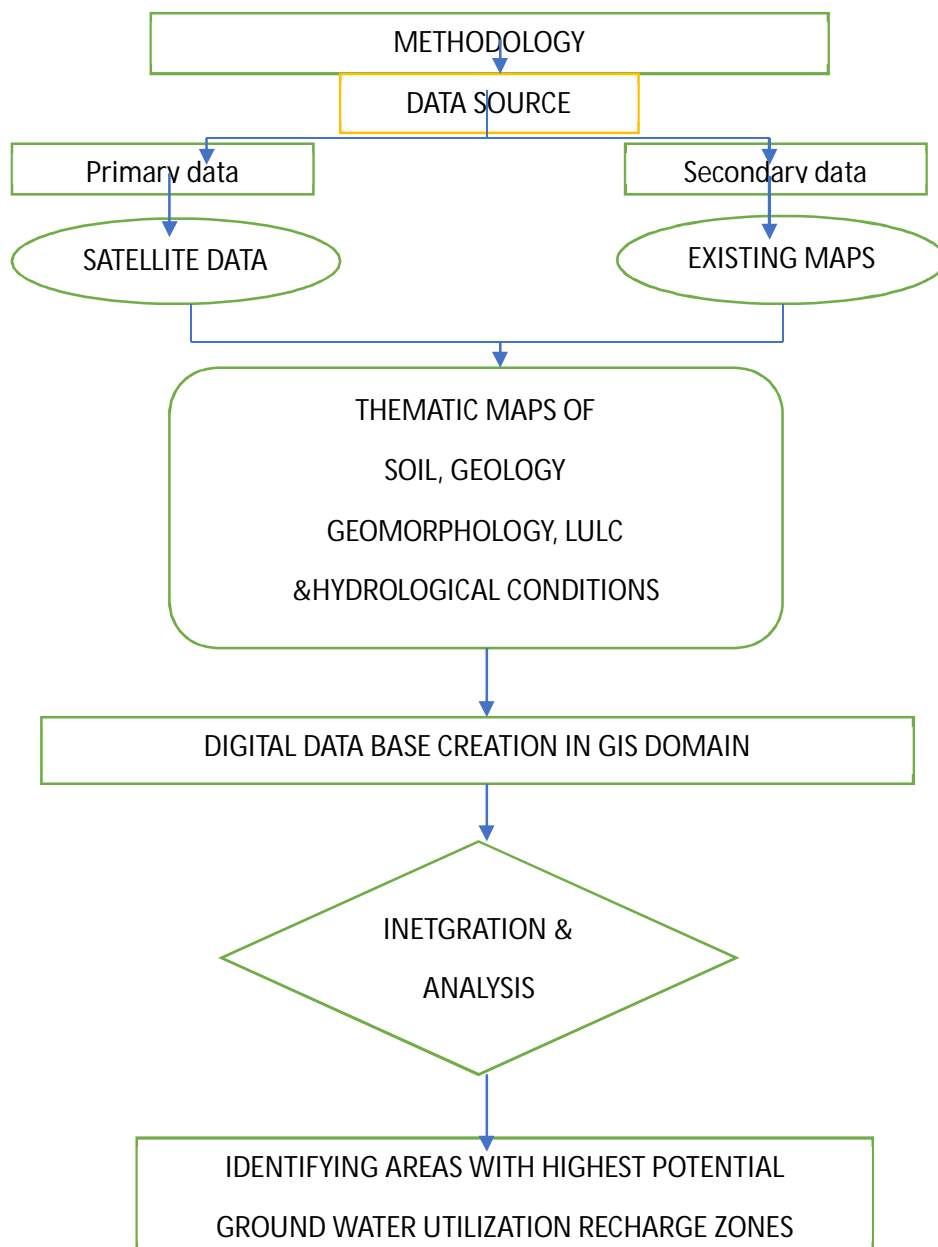 METHODOLOGY
DATA SOURCE
Primary data
Secondary data
SATELLITE DATA
EXISTING MAPS
THEMATIC MAPS OF
SOIL, GEOLOGY
GEOMORPHOLOGY, LULC
&HYDROLOGICAL CONDITIONS
DIGITAL DATA BASE CREATION IN GIS DOMAIN
INETGRATION &
ANALYSIS
IDENTIFYING AREAS WITH HIGHEST POTENTIAL
GROUND WATER UTILIZATION RECHARGE ZONES